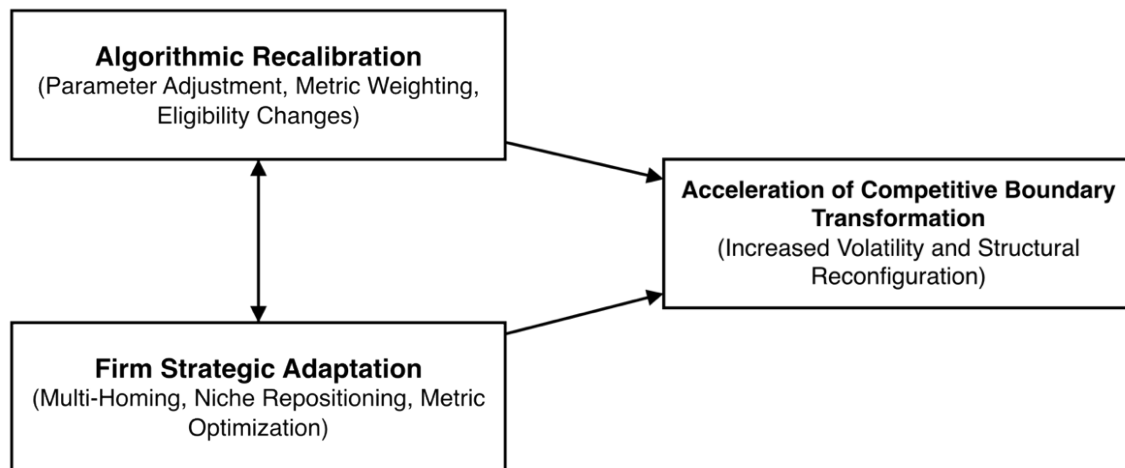 Algorithmic Recalibration
(Parameter Adjustment, Metric Weighting,
Eligibility Changes)
Acceleration of Competitive Boundary
Transformation
(Increased Volatility and Structural
Reconfiguration)
Firm Strategic Adaptation
(Multi-Homing, Niche Repositioning, Metric
Optimization)